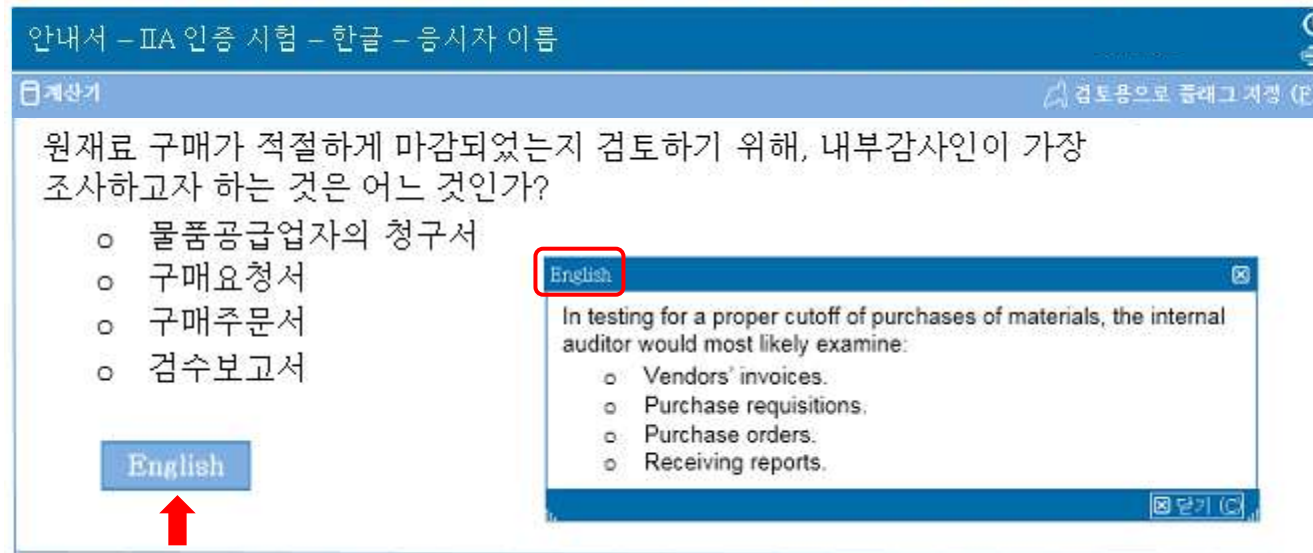 안내서 – IIA 인증 시험 – 한글 – 응시자 이름
계산기
검토용으로 플래그 지정 (F
원재료 구매가 적절하게 마감되었는지 검토하기 위해, 내부감사인이 가장
조사하고자 하는 것은 어느 것인가?
o 물품공급업자의 청구서
o 구매요청서
o 구매주문서
o 검수보고서
English
English
In testing for a proper cutoff of purchases of materials, the internal
auditor would most likely examine:
o Vendors' invoices.
o Purchase requisitions.
o Purchase orders.
o Receiving reports.
닫기 (C)